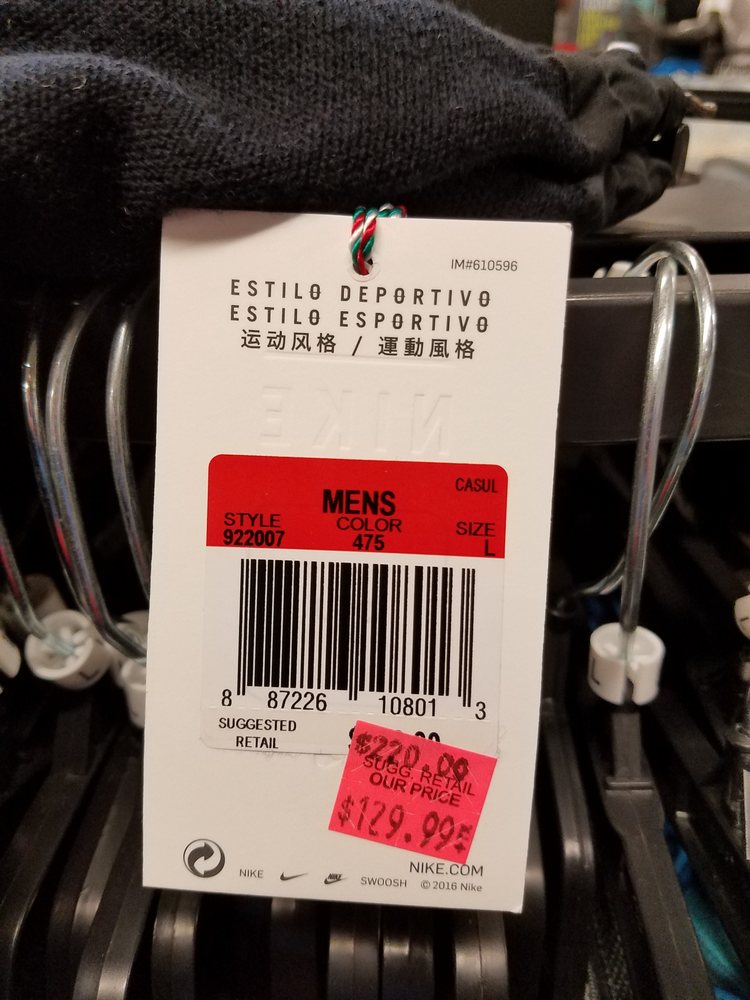 IM#610596
ESTILO DEPORTIVO
ESTILO ESPORTIVO
运动风格 / 運動風格
NIKE
CASUL
MENS
STYLE COLOR SIZE
922007 475 L
8 87226 10801 3
SUGGESTED
RETAIL
$220.00
SUGG. RETAIL
OUR PRICE
$129.99
NIKE.COM
NIKE SWOOSH © 2016 Nike
L